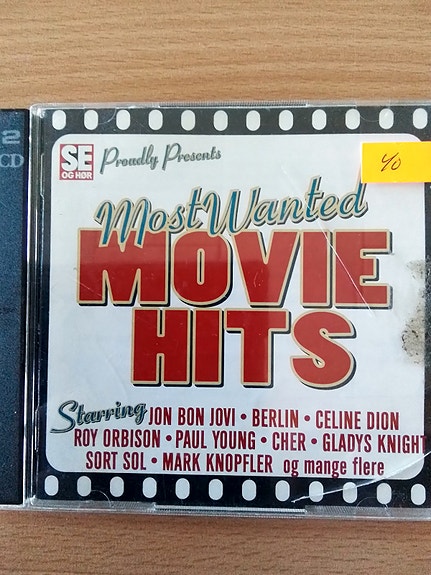 2
CD
SE
OG HØR
Proudly Presents
Most Wanted
MOVIE
HITS
Starring JON BON JOVI • BERLIN • CELINE DION
ROY ORBISON • PAUL YOUNG • CHER • GLADYS KNIGHT
SORT SOL • MARK KNOPFLER og mange flere